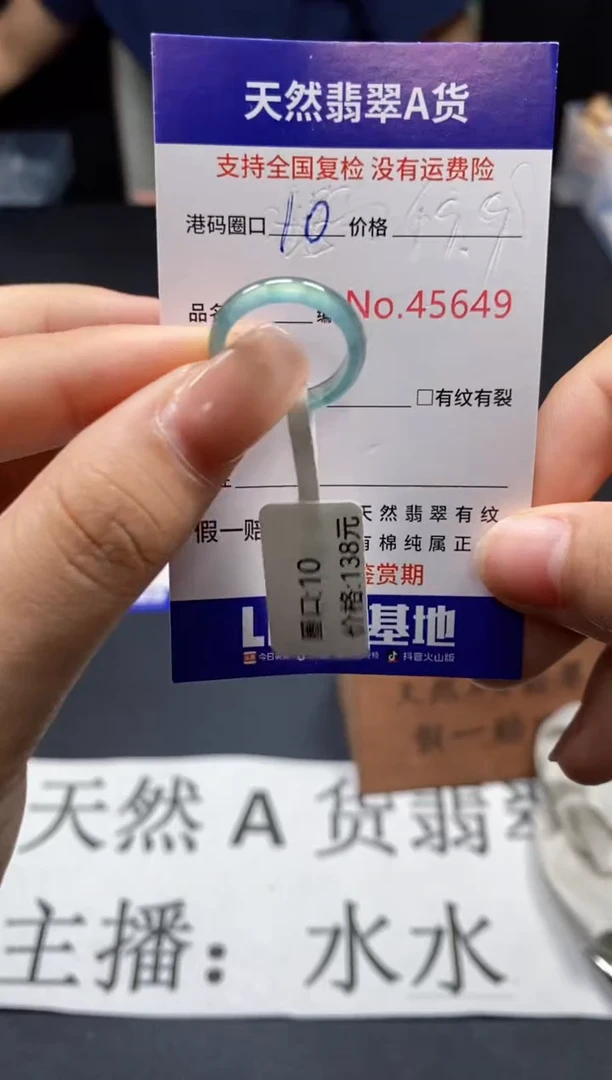 天然翡翠A货
支持全国复检 没有运费险
港码圈口 10 价格
品名 No.45649
□有纹有裂
假一赔 天然翡翠有纹
有棉纯属正
鉴赏期
圈口:10
价格:138元
基地
抖音火山版
假一赔
天然A货翡翠
主播：水水